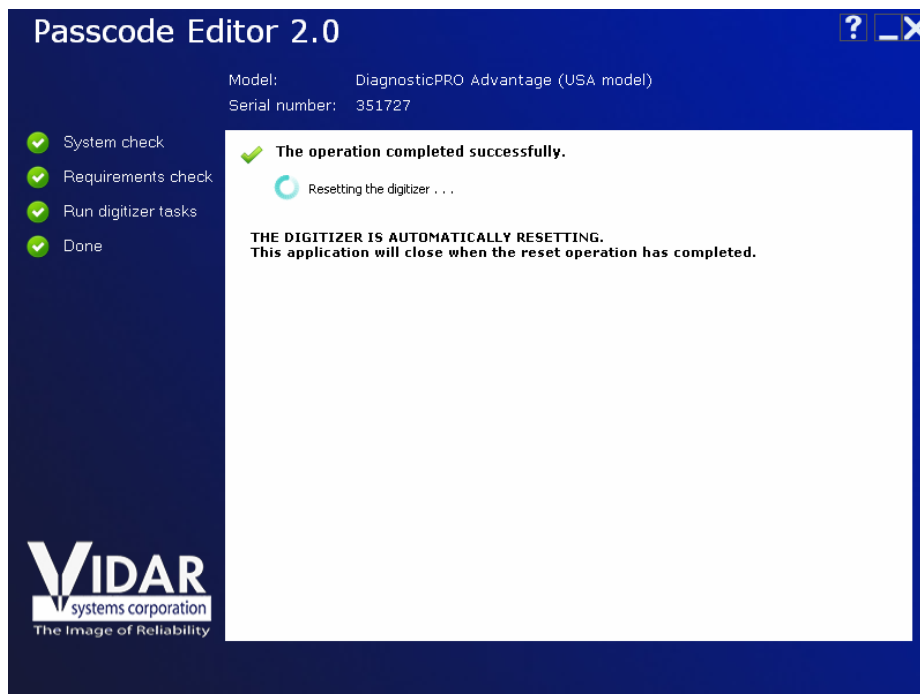 Passcode Editor 2.0
?
Model: DiagnosticPRO Advantage (USA model)
Serial number: 351727
System check
Requirements check
Run digitizer tasks
Done
The operation completed successfully.
Resetting the digitizer . . .
THE DIGITIZER IS AUTOMATICALLY RESETTING.
This application will close when the reset operation has completed.
VIDAR
systems corporation
The Image of Reliability